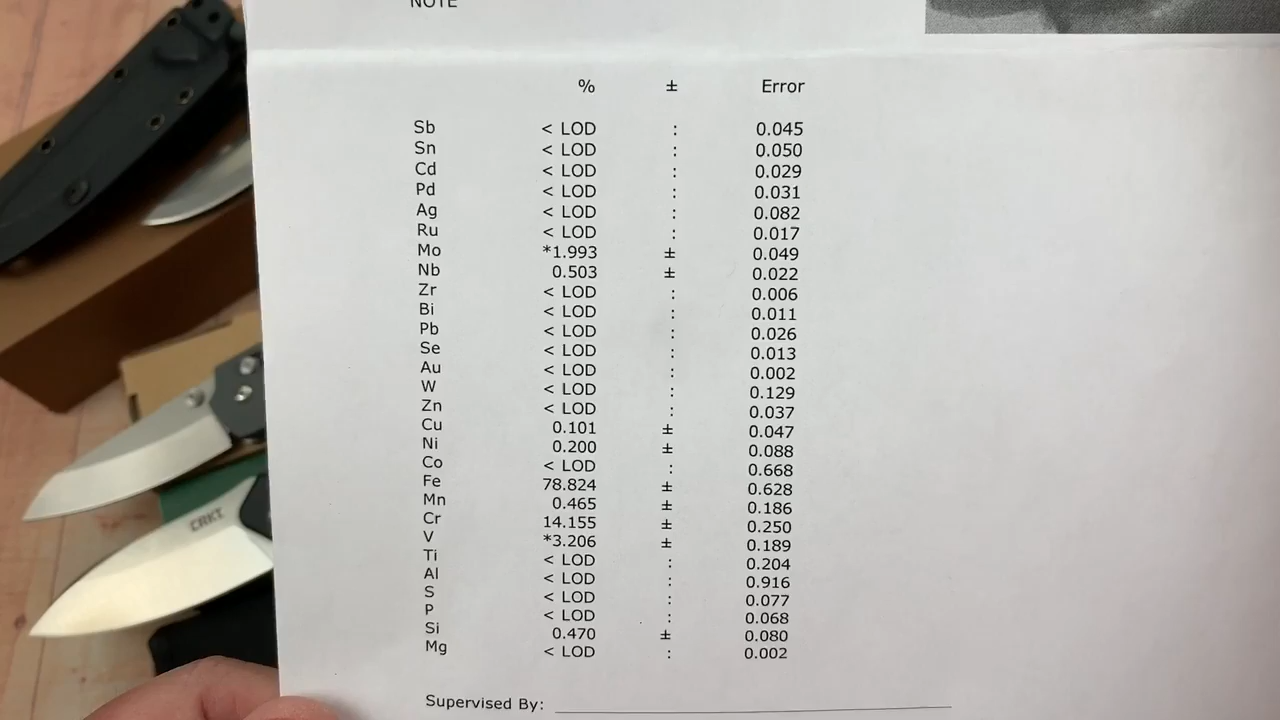 NOTE
% ± Error
Sb < LOD : 0.045
Sn < LOD : 0.050
Cd < LOD : 0.029
Pd < LOD : 0.031
Ag < LOD : 0.082
Ru < LOD : 0.017
Mo *1.993 ± 0.049
Nb 0.503 ± 0.022
Zr < LOD : 0.006
Bi < LOD : 0.011
Pb < LOD : 0.026
Se < LOD : 0.013
Au < LOD : 0.002
W < LOD : 0.129
Zn < LOD : 0.037
Cu 0.101 ± 0.047
Ni 0.200 ± 0.088
Co < LOD : 0.668
Fe 78.824 ± 0.628
Mn 0.465 ± 0.186
Cr 14.155 ± 0.250
V *3.206 ± 0.189
Ti < LOD : 0.204
Al < LOD : 0.916
S < LOD : 0.077
P < LOD : 0.068
Si 0.470 ± 0.080
Mg < LOD : 0.002
Supervised By:
CRKT